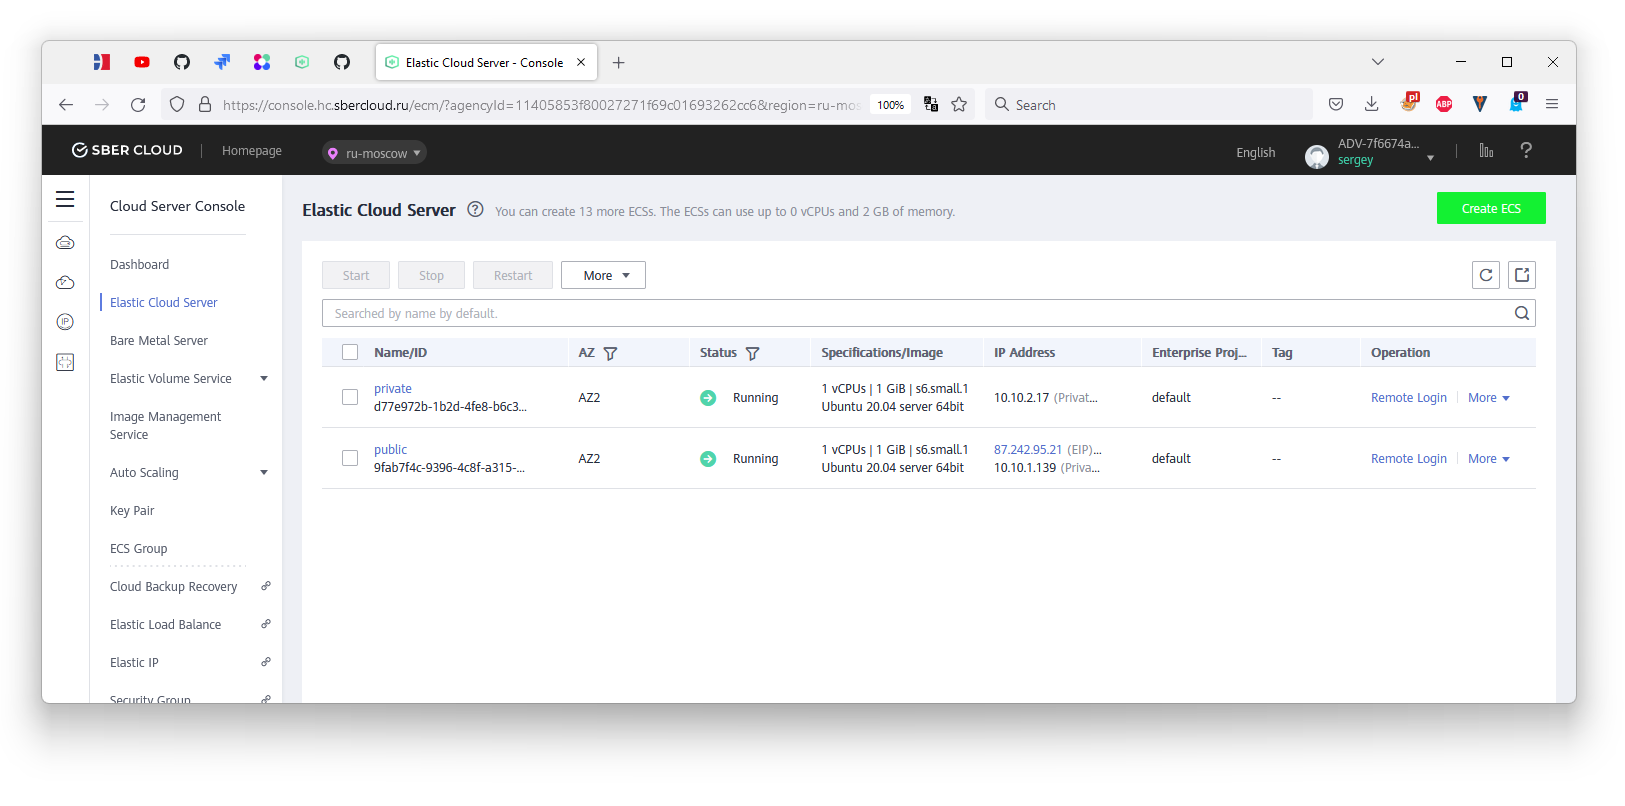 Elastic Cloud Server - Console
https://console.hc.sbercloud.ru/ecm/?agencyId=11405853f80027271f69c01693262cc6&region=ru-mos
100%
Search
pl
ABP
0
SBER CLOUD
Homepage
ru-moscow
English
ADV-7f6674a...
sergey
?
Cloud Server Console
Dashboard
Elastic Cloud Server
Bare Metal Server
Elastic Volume Service
Image Management
Service
Auto Scaling
Key Pair
ECS Group
Cloud Backup Recovery
Elastic Load Balance
Elastic IP
Security Group
IP
Elastic Cloud Server ? You can create 13 more ECSs. The ECSs can use up to 0 vCPUs and 2 GB of memory.
Create ECS
Start Stop Restart More
Searched by name by default.
Name/ID AZ Status Specifications/Image IP Address Enterprise Proj... Tag Operation
private
d77e972b-1b2d-4fe8-b6c3...
AZ2
Running
1 vCPUs | 1 GiB | s6.small.1
Ubuntu 20.04 server 64bit
10.10.2.17 (Privat...
default
--
Remote Login More
public
9fab7f4c-9396-4c8f-a315-...
AZ2
Running
1 vCPUs | 1 GiB | s6.small.1
Ubuntu 20.04 server 64bit
87.242.95.21 (EIP)...
10.10.1.139 (Priva...
default
--
Remote Login More